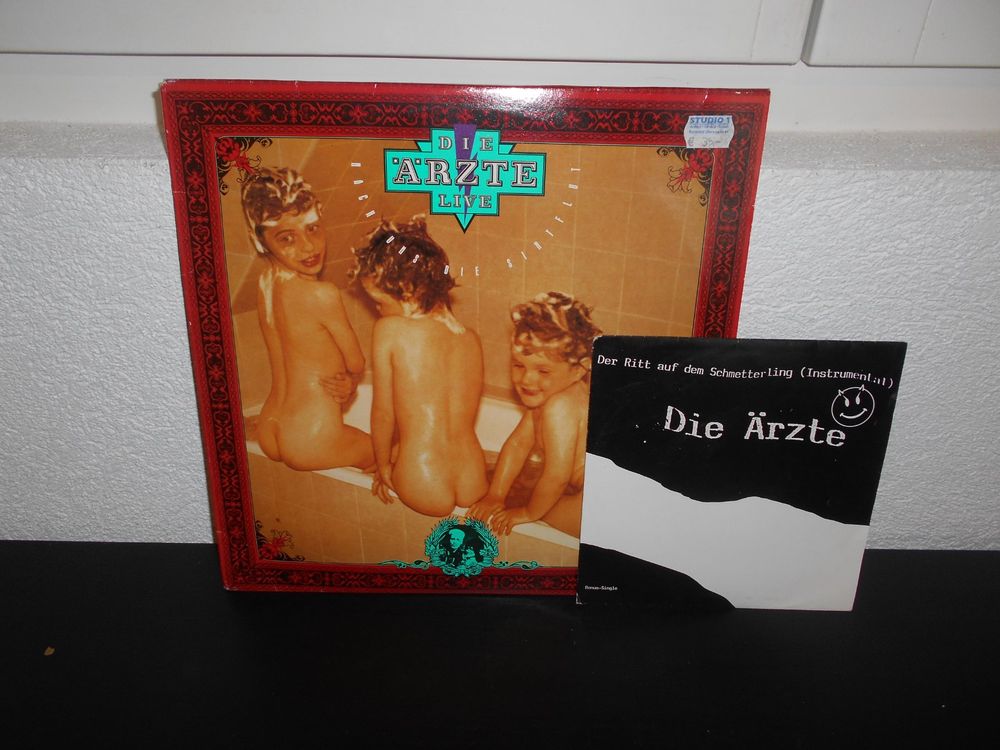 DIE
ÄRZTE
LIVE
NACH UNS DIE SINTFLUT
STUDIO 1
Der Ritt auf dem Schmetterling (Instrumental)
Die Ärzte
Bonus-Single